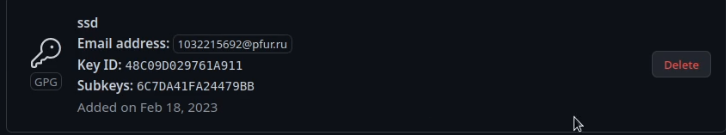 ssd
Email address: 1032215692@pfur.ru
Key ID: 48C09D029761A911
GPG
Subkeys: 6C7DA41FA24479BB
Added on Feb 18, 2023
Delete